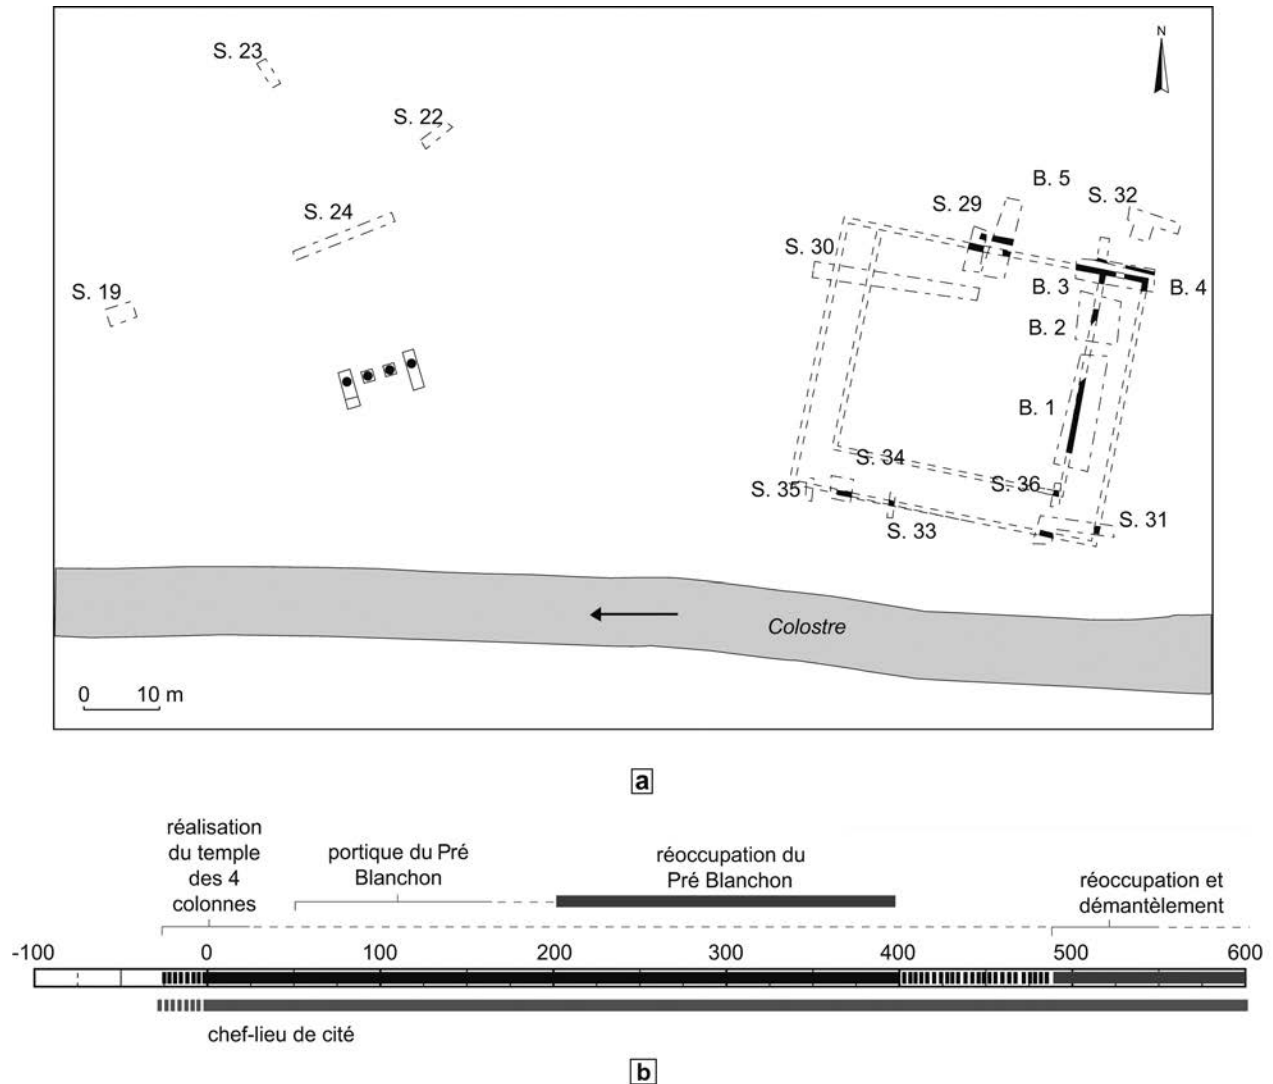 N
S. 23
S. 22
B. 5
S. 32
S. 24
S. 29
S. 30
S. 19
B. 3
B. 4
B. 2
B. 1
S. 34
S. 35
S. 36
S. 33
S. 31
Colostre
0 10 m
a
réalisation
du temple
des 4
colonnes
portique du Pré
Blanchon
réoccupation du
Pré Blanchon
réoccupation et
démantèlement
-100 0 100 200 300 400 500 600
chef-lieu de cité
b